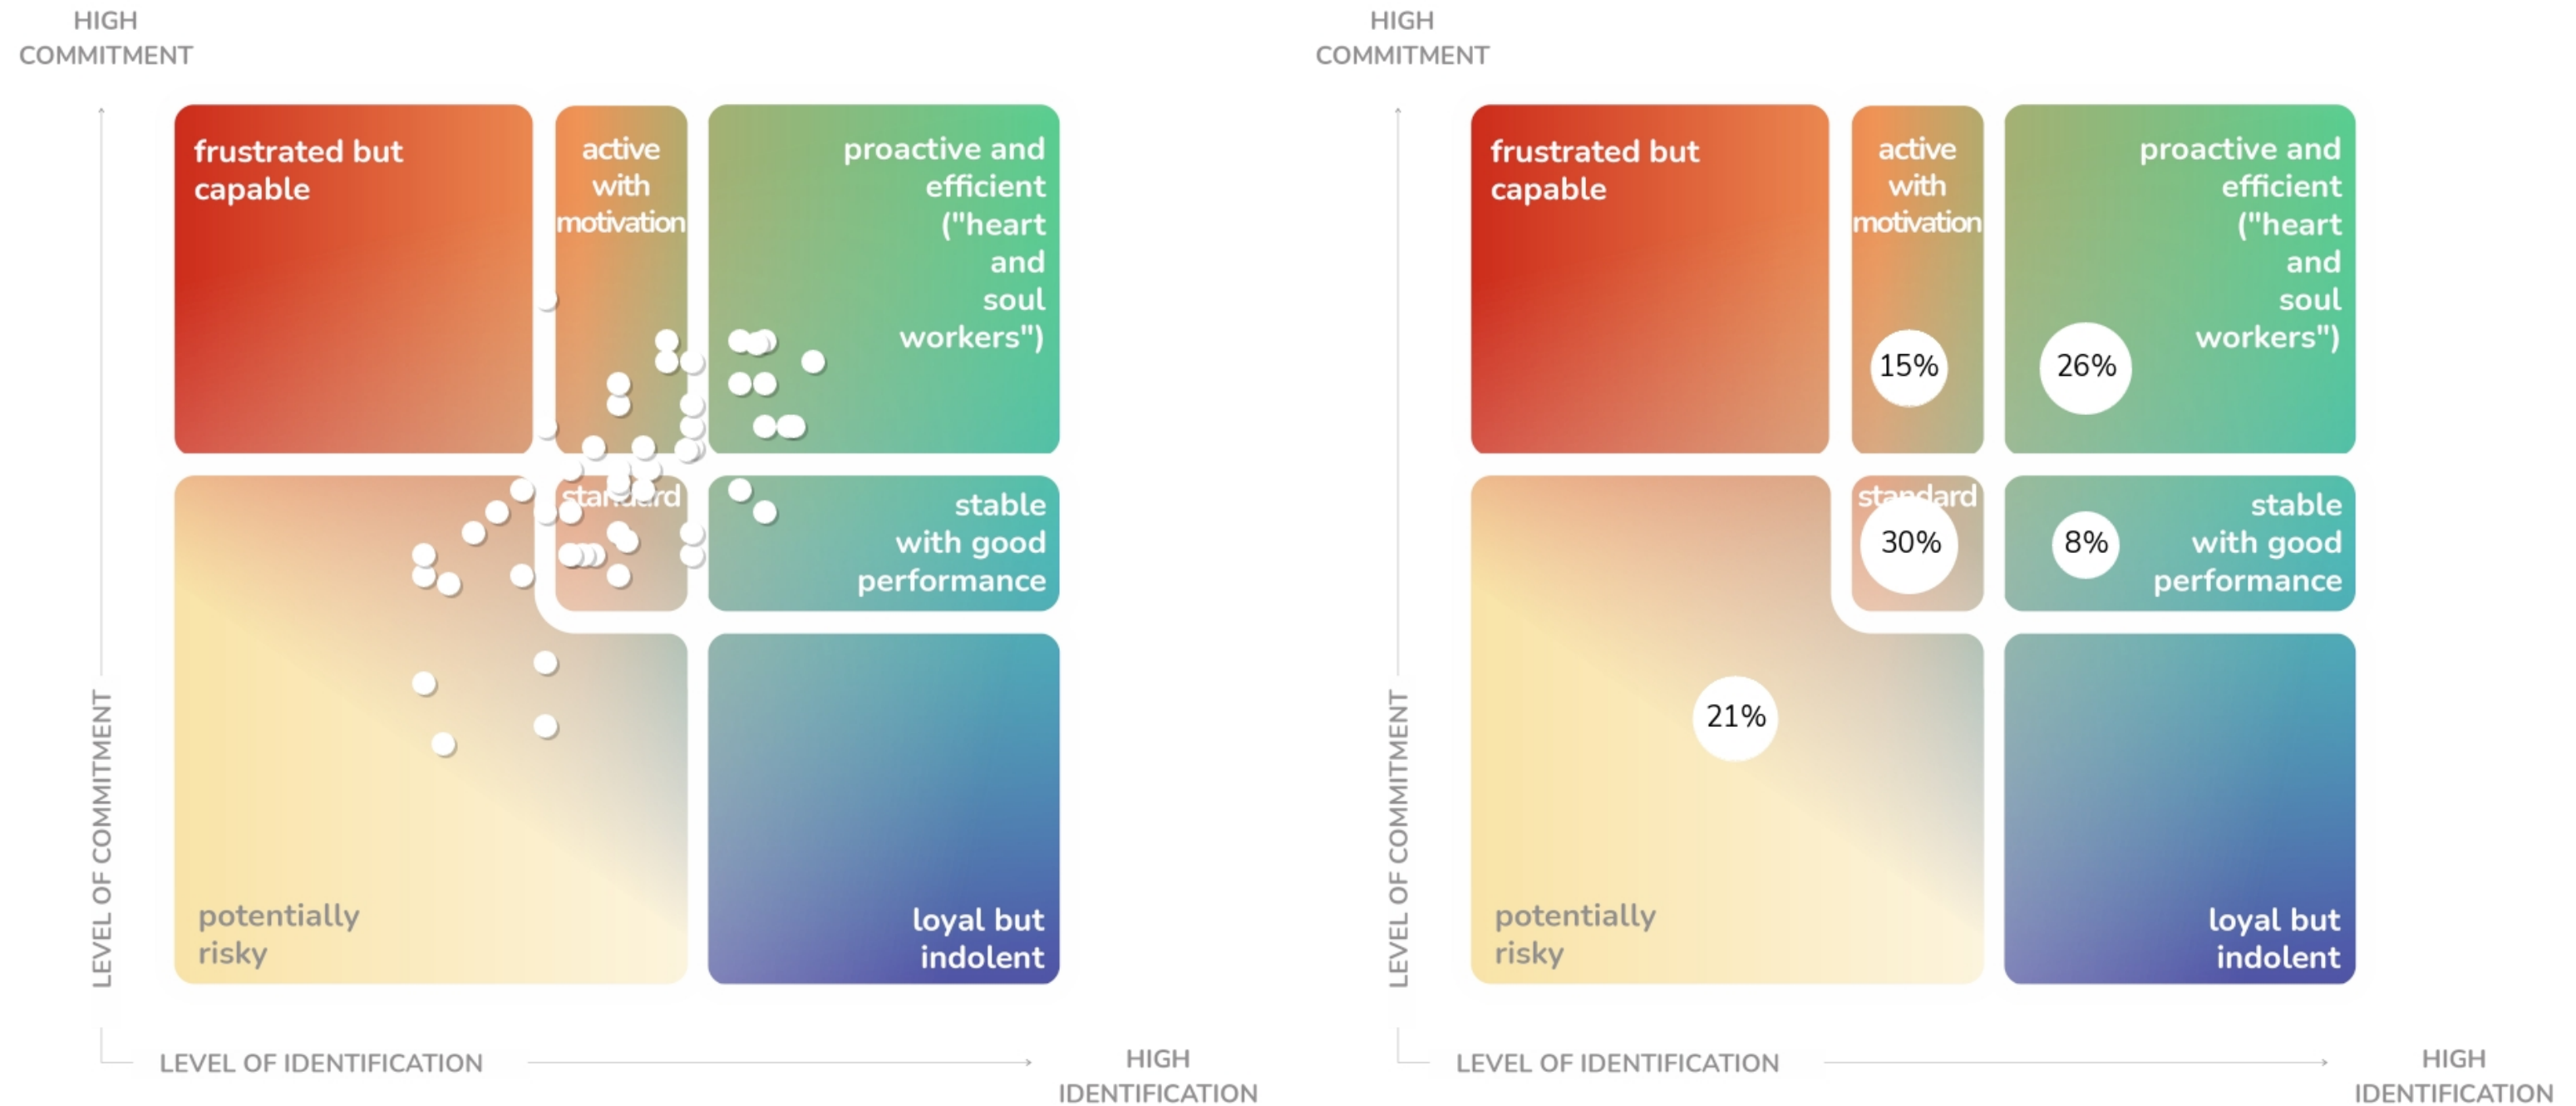 HIGH
COMMITMENT
frustrated but
capable
active
with
motivation
proactive and
efficient
("heart
and
soul
workers")
standard
stable
with good
performance
potentially
risky
loyal but
indolent
LEVEL OF COMMITMENT
LEVEL OF IDENTIFICATION
HIGH
IDENTIFICATION
HIGH
COMMITMENT
frustrated but
capable
active
with
motivation
proactive and
efficient
("heart
and
soul
workers")
15%
26%
standard
30%
8%
stable
with good
performance
21%
potentially
risky
loyal but
indolent
LEVEL OF COMMITMENT
LEVEL OF IDENTIFICATION
HIGH
IDENTIFICATION